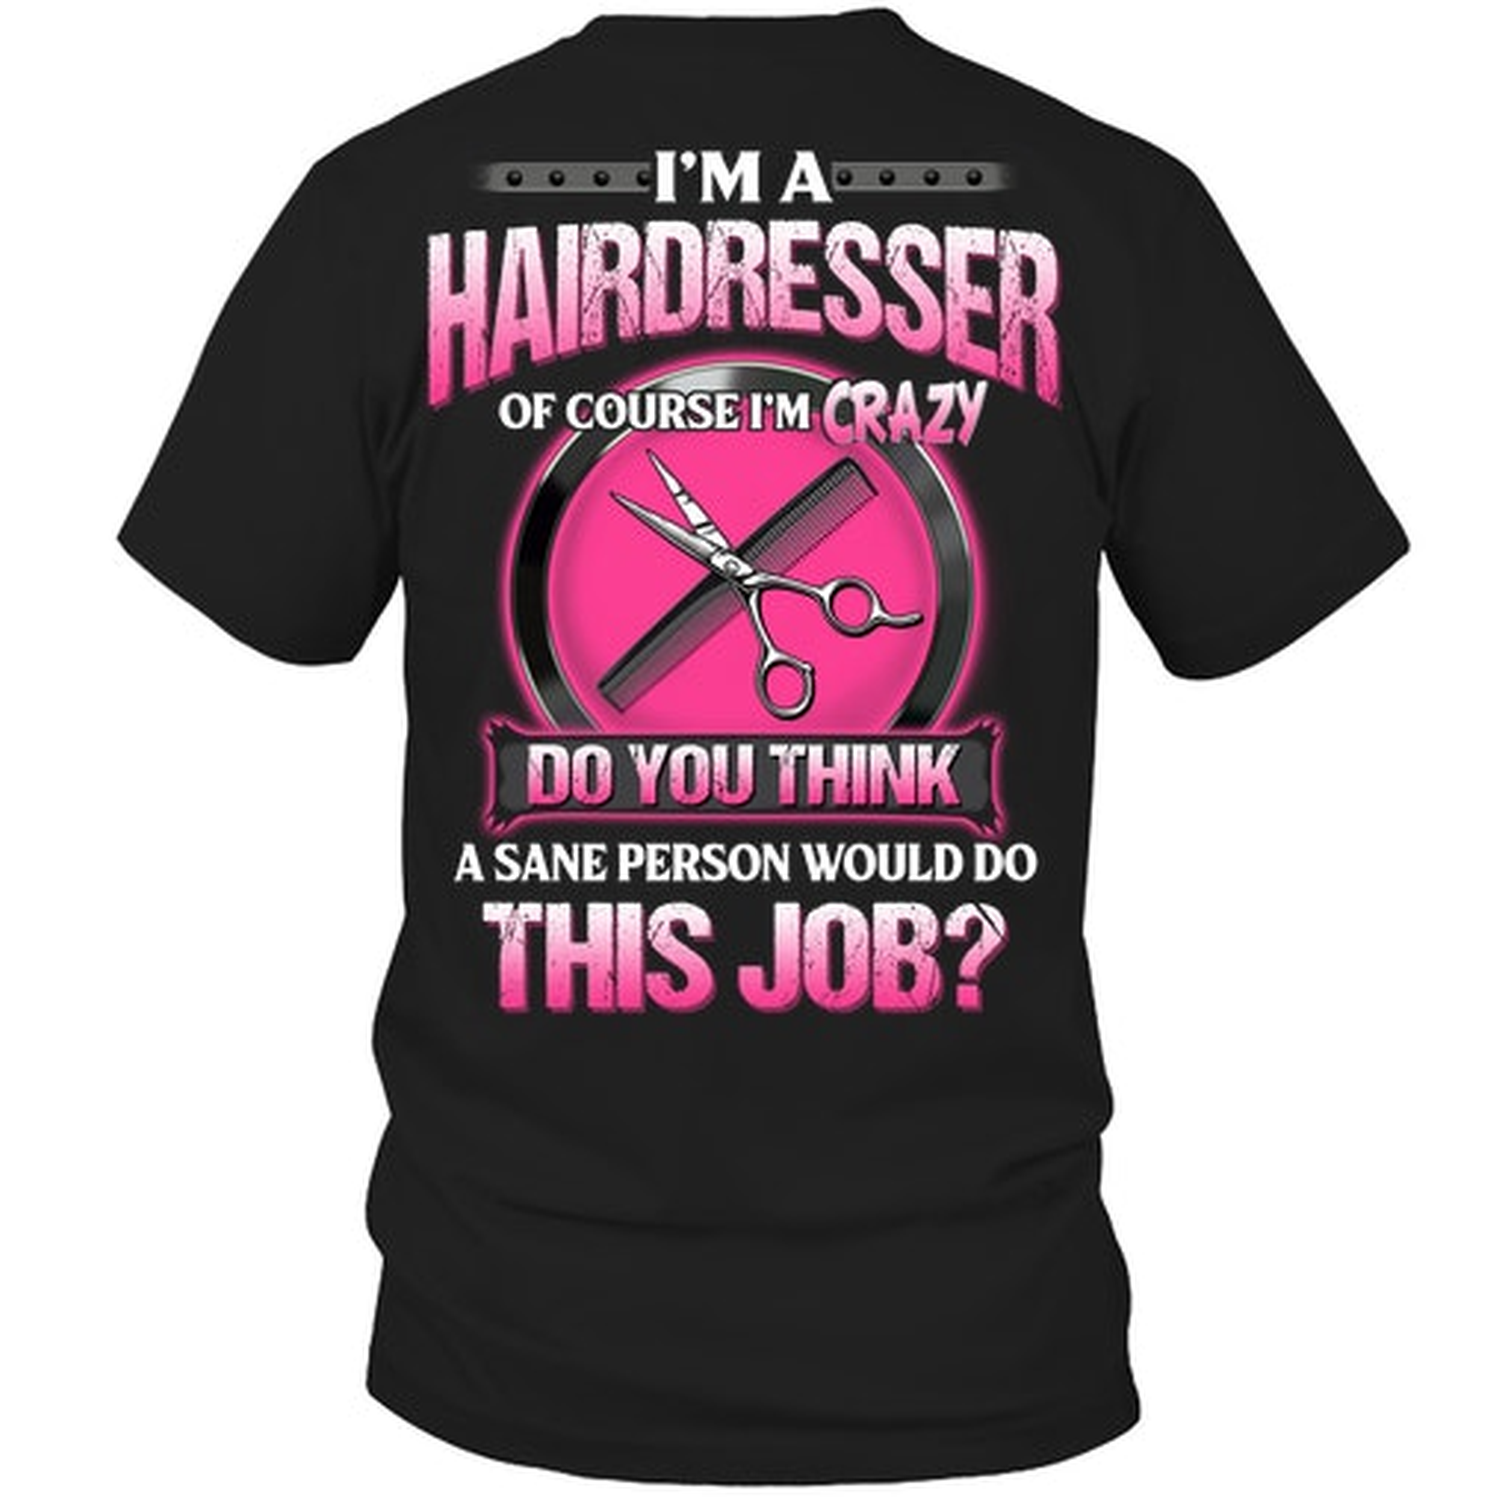 I'M A
HAIRDRESSER
OF COURSE I'M CRAZY
DO YOU THINK
A SANE PERSON WOULD DO
THIS JOB?